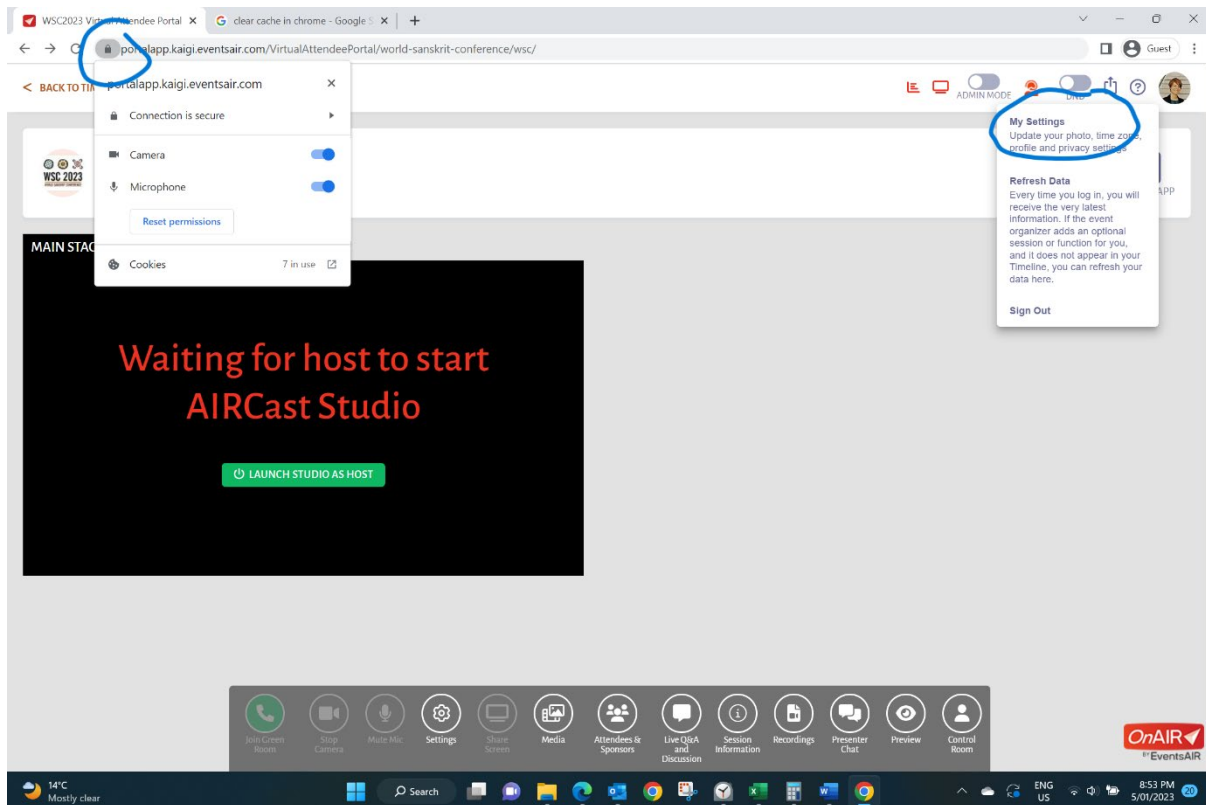 WSC2023 Virtual Attendee Portal
clear cache in chrome - Google S
portalapp.kaigi.eventsair.com/VirtualAttendeePortal/world-sanskrit-conference/wsc/
Guest
< BACK TO TIM
portalapp.kaigi.eventsair.com
Connection is secure
Camera
Microphone
Reset permissions
Cookies
7 in use
ADMIN MODE
DND
My Settings
Update your photo, time zone,
profile and privacy settings
Refresh Data
Every time you log in, you will
receive the very latest
information. If the event
organizer adds an optional
session or function for you,
and it does not appear in your
Timeline, you can refresh your
data here.
Sign Out
APP
WSC 2023
MAIN STAG
Waiting for host to start
AIRCast Studio
LAUNCH STUDIO AS HOST
Join Green
Room
Stop
Camera
Mute Mic
Settings
Share
Screen
Media
Attendees &
Sponsors
Live Q&A
and
Discussion
Session
Information
Recordings
Presenter
Chat
Preview
Control
Room
OnAIR
BY EventsAIR
14°C
Mostly clear
Search
ENG
US
8:53 PM
5/01/2023
20